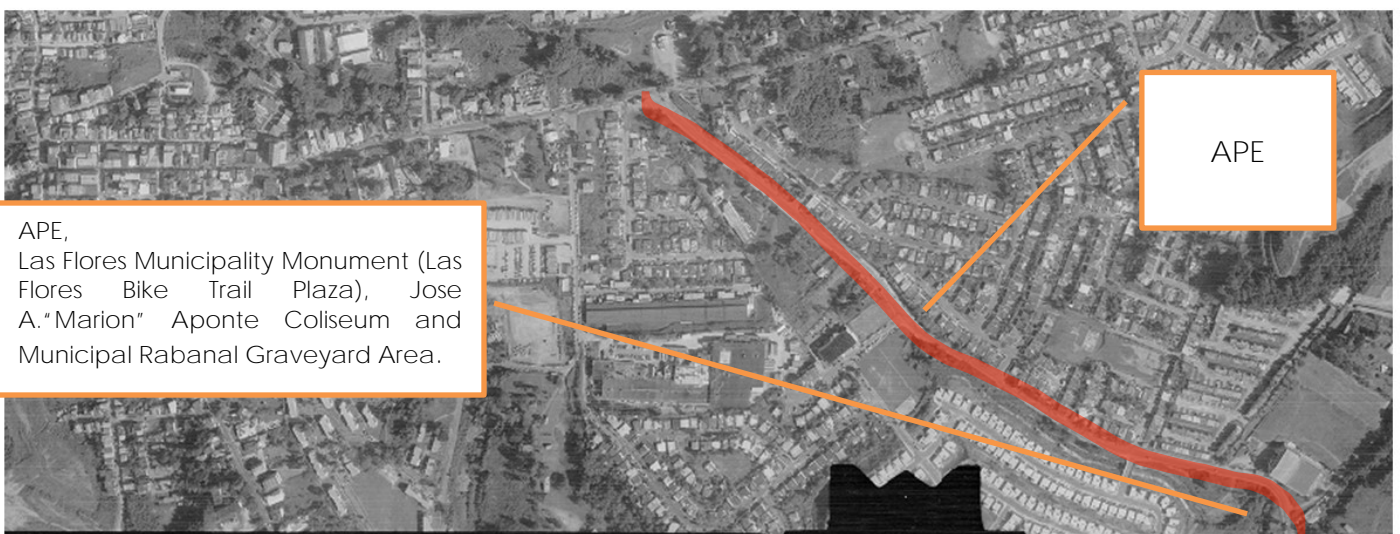 APE
APE,
Las Flores Municipality Monument (Las
Flores Bike Trail Plaza), Jose
A.“Marion” Aponte Coliseum and
Municipal Rabanal Graveyard Area.